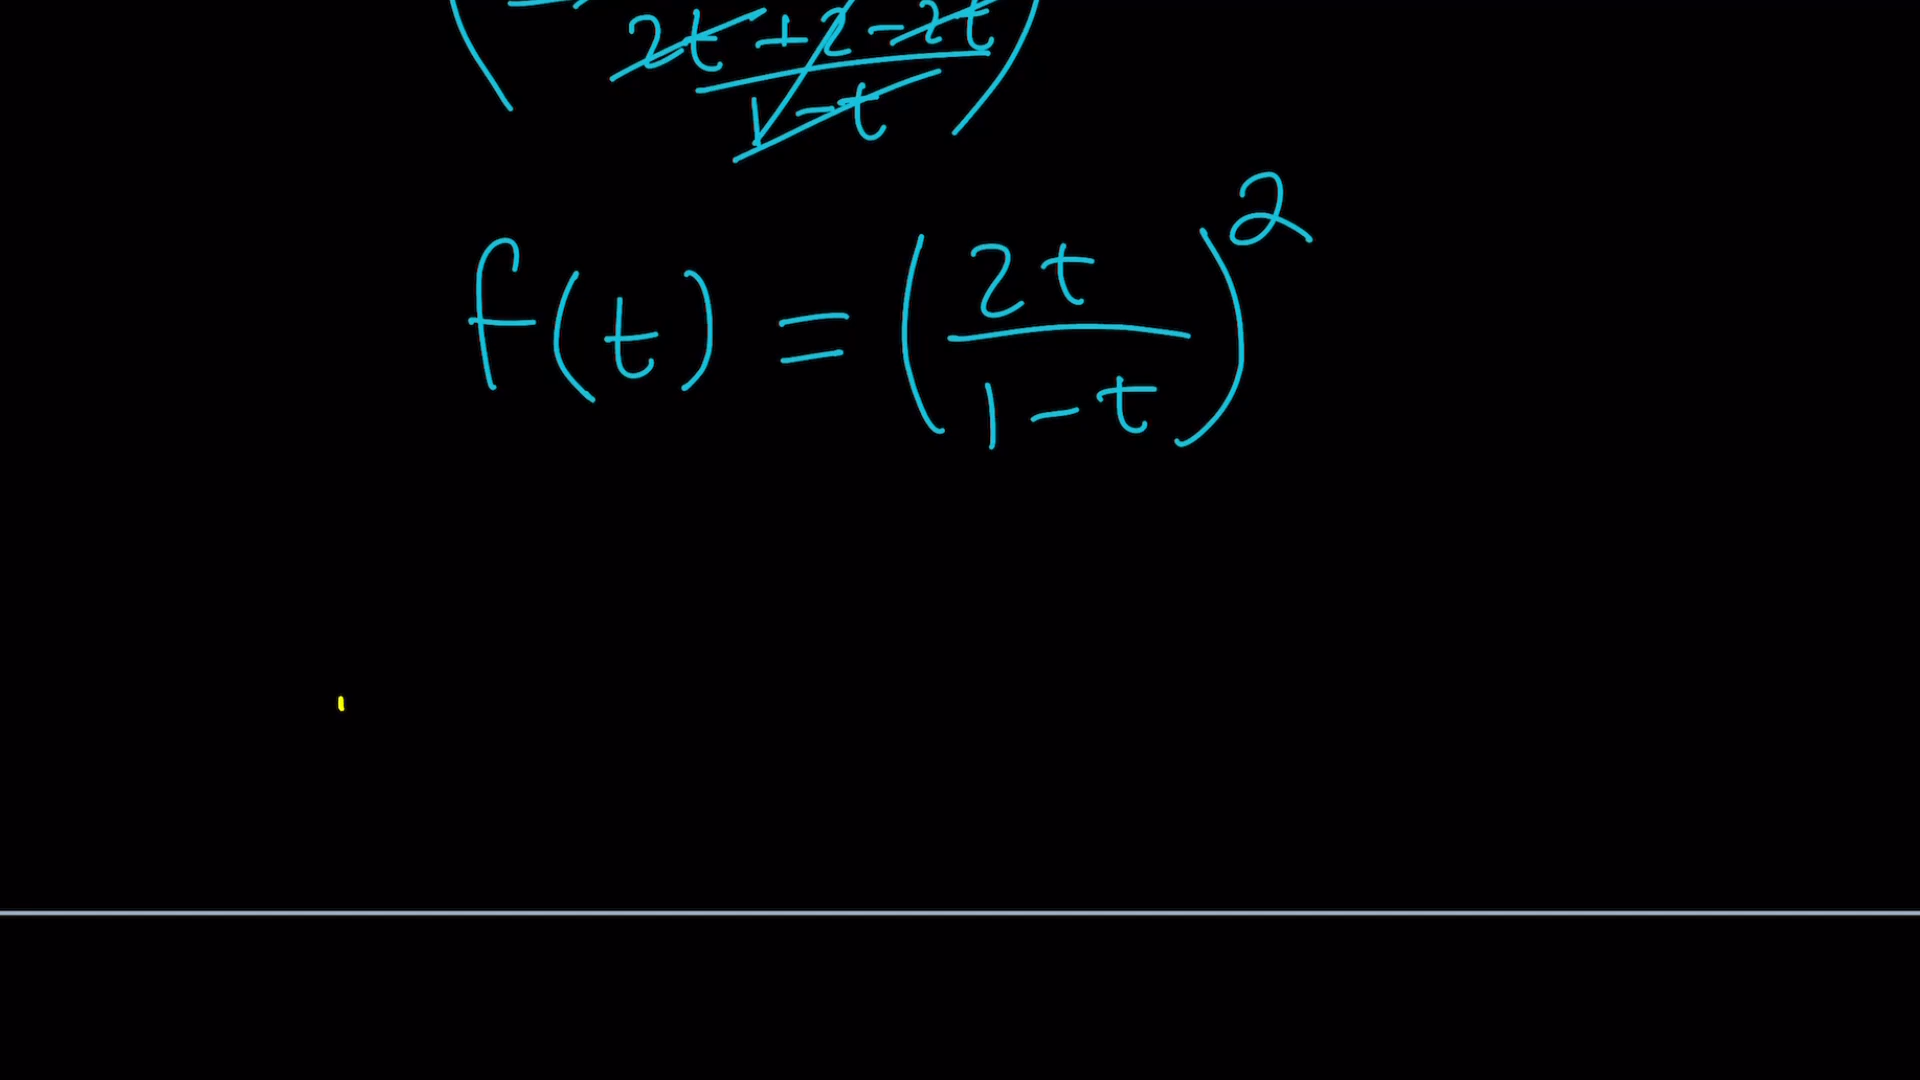 2t + 2 - 2t
1 - t
f(t) = (2t / 1 - t)^2